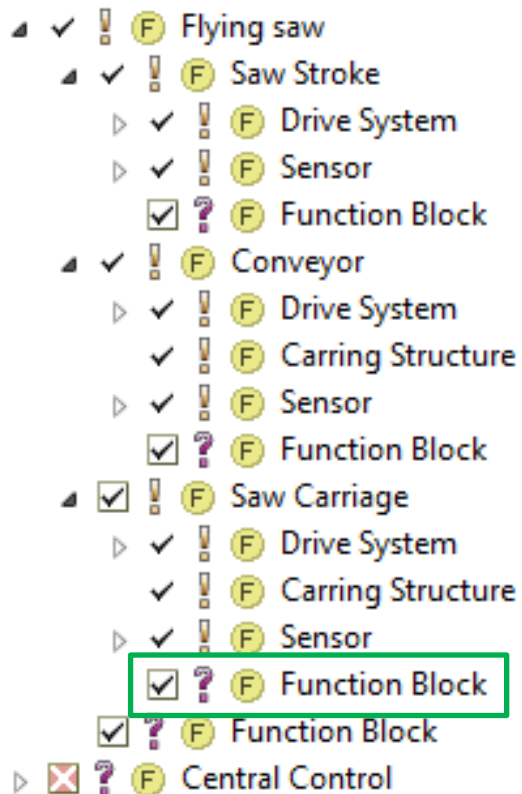 F Flying saw
F Saw Stroke
F Drive System
F Sensor
? F Function Block
F Conveyor
F Drive System
F Carring Structure
F Sensor
? F Function Block
F Saw Carriage
F Drive System
F Carring Structure
F Sensor
? F Function Block
? F Function Block
? F Central Control